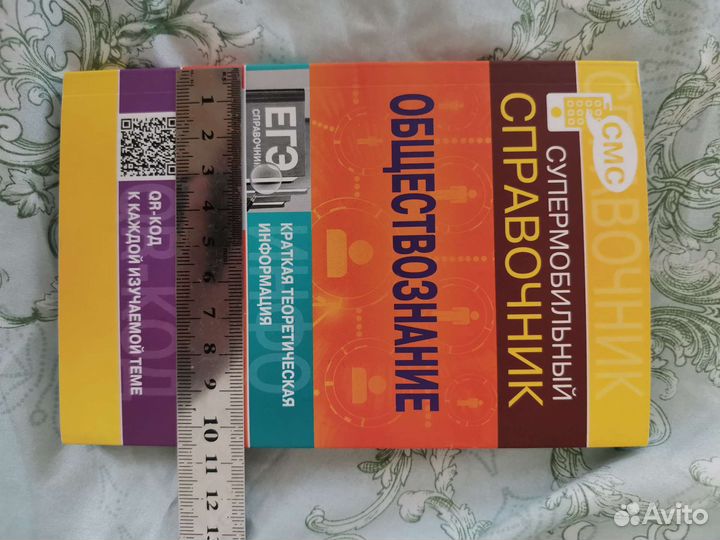 СПРАВОЧНИК
СМС
СУПЕРМОБИЛЬНЫЙ
СПРАВОЧНИК
ОБЩЕСТВОЗНАНИЕ
ЕГЭ
СПРАВОЧНИК
КРАТКАЯ ТЕОРЕТИЧЕСКАЯ
ИНФОРМАЦИЯ
ИНФО
1 2 3 4 5 6 7 8 9 10 11 12 13
QR-КОД
QR-КОД
К КАЖДОЙ ИЗУЧАЕМОЙ ТЕМЕ
Avito